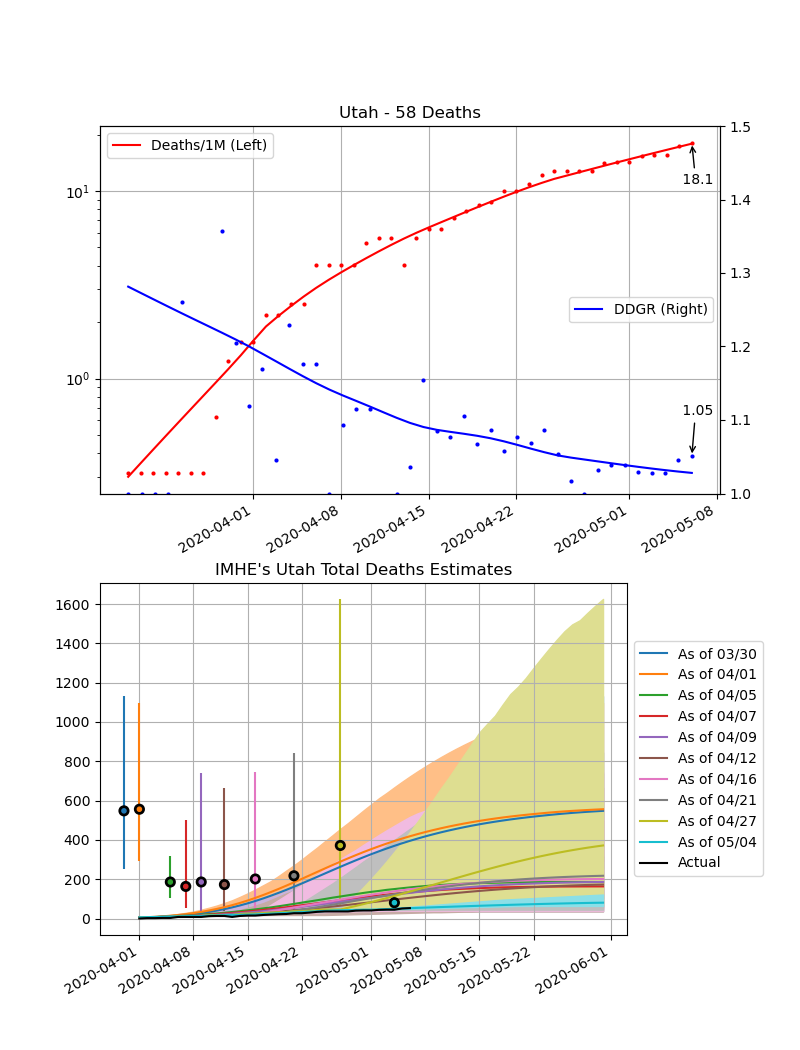 Utah - 58 Deaths
Deaths/1M (Left)
DDGR (Right)
18.1
1.05
10¹
10⁰
1.5
1.4
1.3
1.2
1.1
1.0
2020-04-01
2020-04-08
2020-04-15
2020-04-22
2020-05-01
2020-05-08
IMHE's Utah Total Deaths Estimates
1600
1400
1200
1000
800
600
400
200
0
2020-04-01
2020-04-08
2020-04-15
2020-04-22
2020-05-01
2020-05-08
2020-05-15
2020-05-22
2020-06-01
As of 03/30
As of 04/01
As of 04/05
As of 04/07
As of 04/09
As of 04/12
As of 04/16
As of 04/21
As of 04/27
As of 05/04
Actual